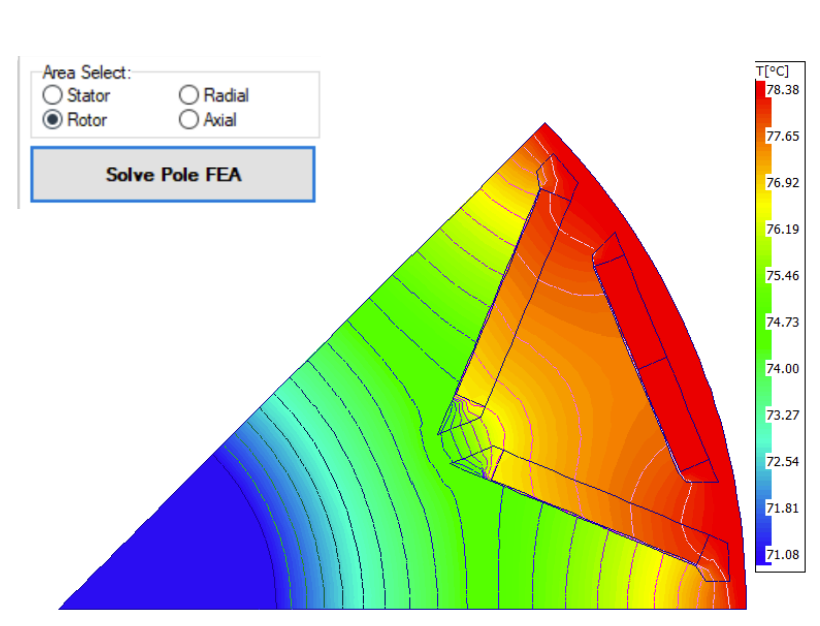 Area Select:
Stator Radial
Rotor Axial
Solve Pole FEA
T[°C]
78.38
77.65
76.92
76.19
75.46
74.73
74.00
73.27
72.54
71.81
71.08